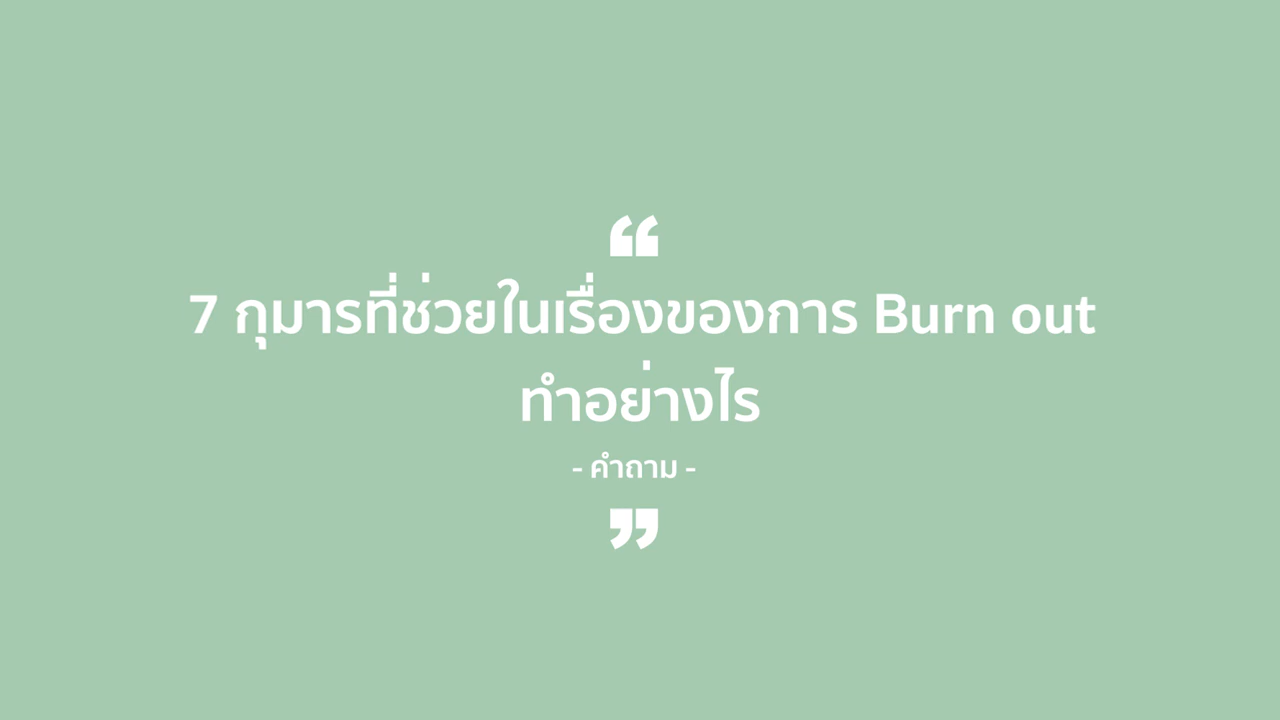 “
7 กุมารที่ช่วยในเรื่องของการ Burn out
ทำอย่างไร
- คำถาม -
”